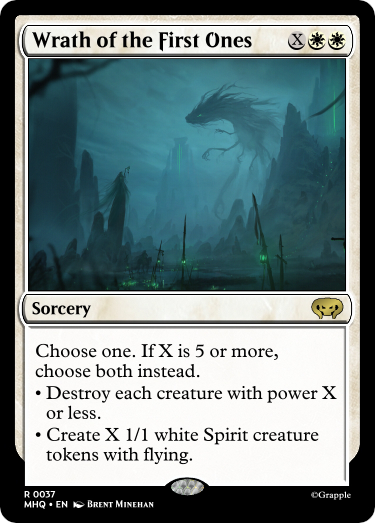 Wrath of the First Ones X
Sorcery
Choose one. If X is 5 or more,
choose both instead.
• Destroy each creature with power X
or less.
• Create X 1/1 white Spirit creature
tokens with flying.
R 0037
MHQ • EN Brent Minehan
©Grapple